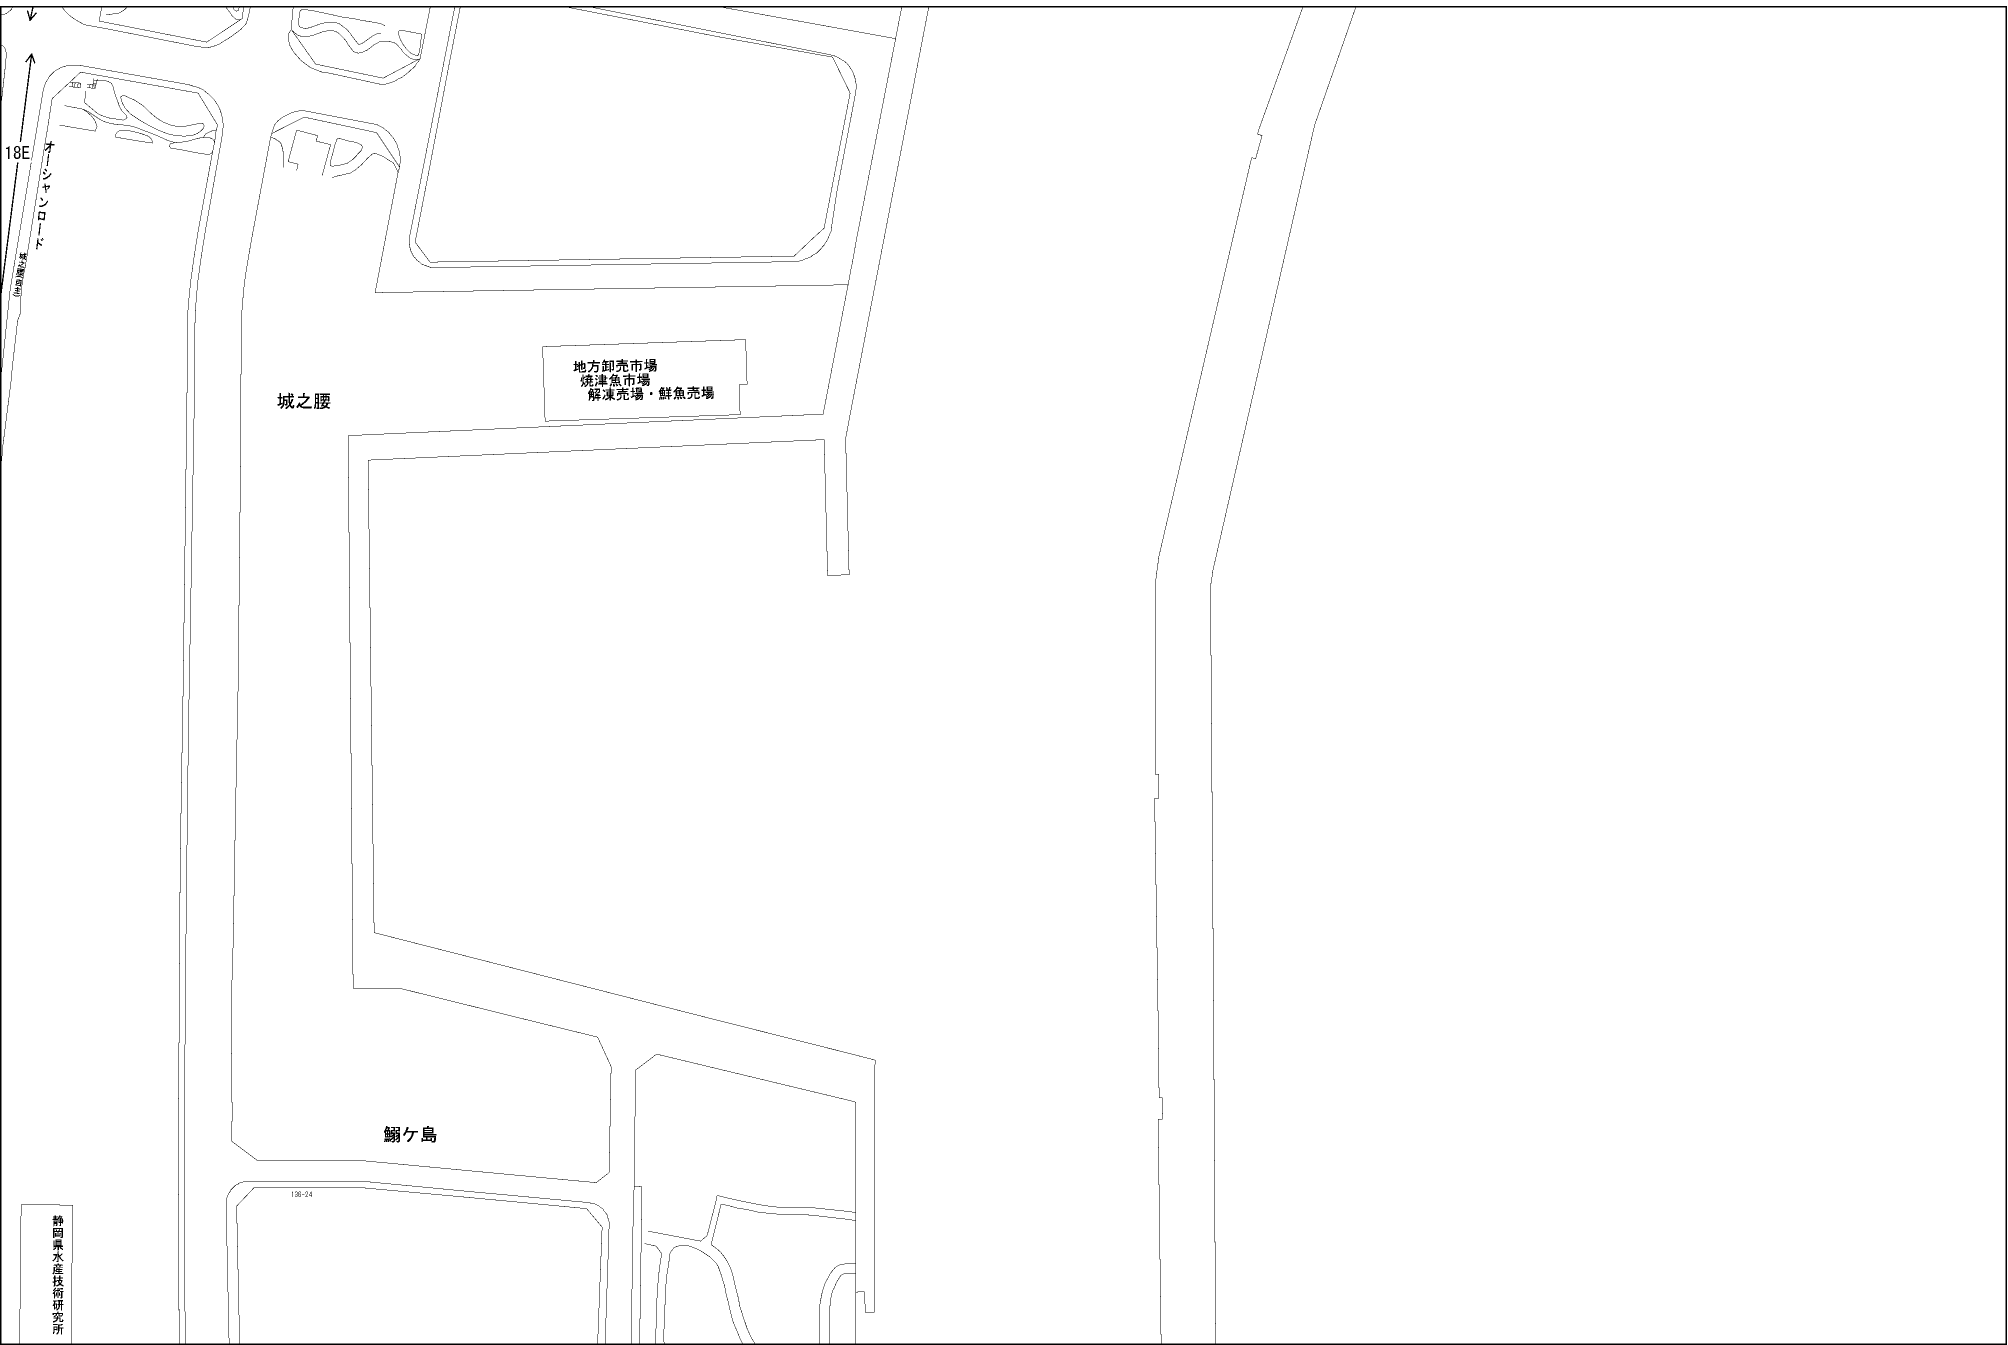 18E
オーシャンロード
地方卸売市場
焼津魚市場
解凍売場・鮮魚売場
城之腰
鰯ケ島
136-24
静岡県水産技術研究所